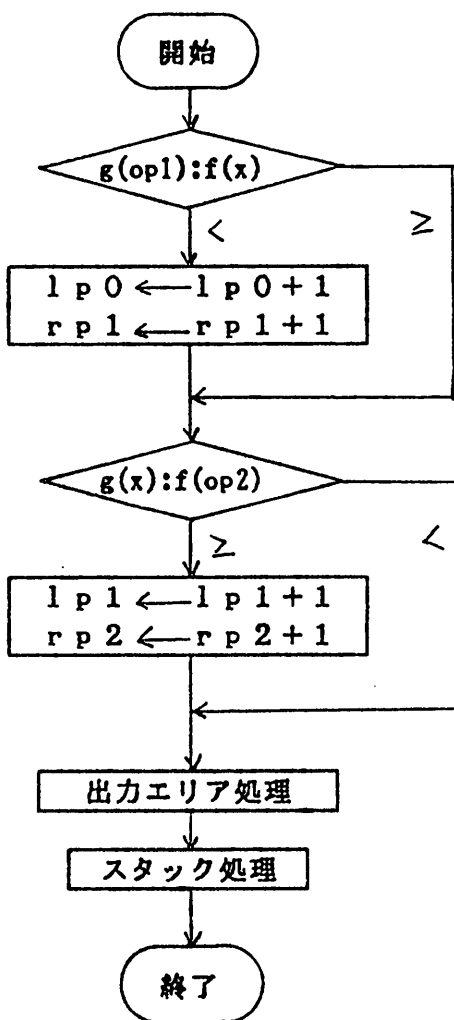 開始
g(op1):f(x)
<
≥
lp0←lp0+1
rp1←rp1+1
g(x):f(op2)
≥
<
lp1←lp1+1
rp2←rp2+1
出力エリア処理
スタック処理
終了